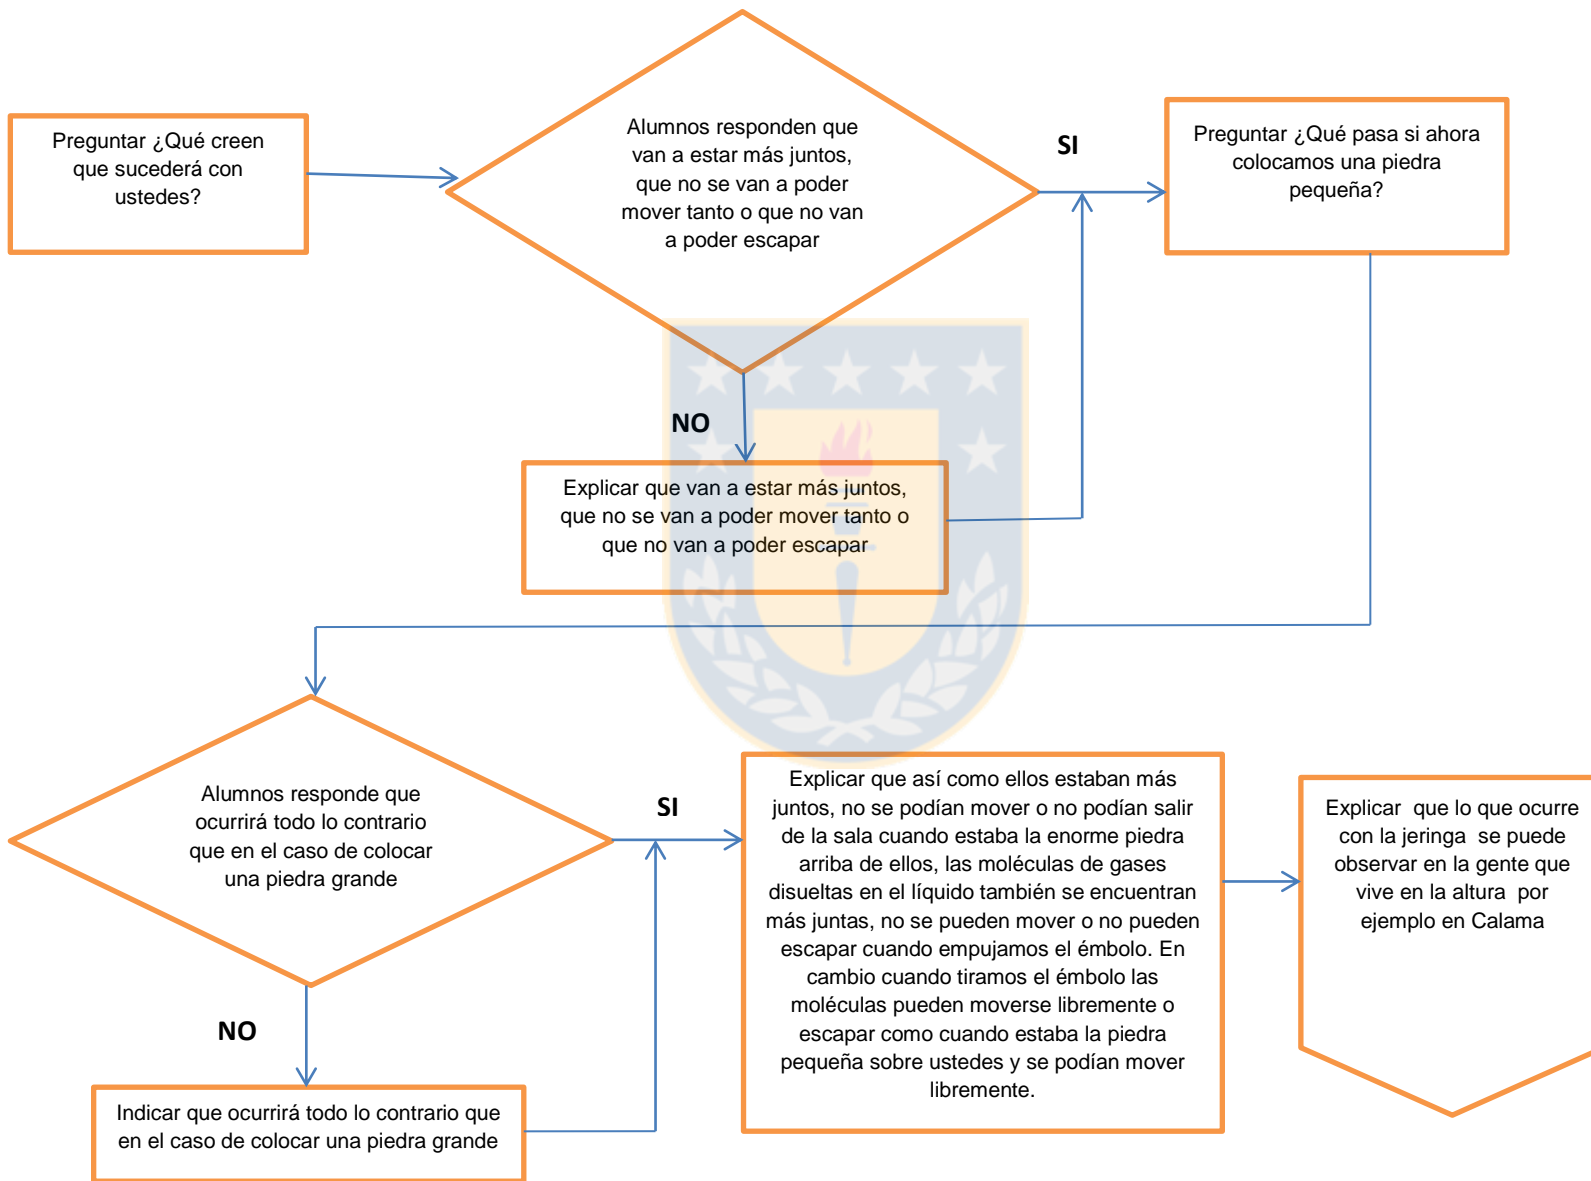 Preguntar ¿Qué creen
que sucederá con
ustedes?
Alumnos responden que
van a estar más juntos,
que no se van a poder
mover tanto o que no van
a poder escapar
SI
Preguntar ¿Qué pasa si ahora
colocamos una piedra
pequeña?
NO
Explicar que van a estar más juntos,
que no se van a poder mover tanto o
que no van a poder escapar
Alumnos responde que
ocurrirá todo lo contrario
que en el caso de colocar
una piedra grande
SI
NO
Indicar que ocurrirá todo lo contrario que
en el caso de colocar una piedra grande
Explicar que así como ellos estaban más
juntos, no se podían mover o no podían salir
de la sala cuando estaba la enorme piedra
arriba de ellos, las moléculas de gases
disueltas en el líquido también se encuentran
más juntas, no se pueden mover o no pueden
escapar cuando empujamos el émbolo. En
cambio cuando tiramos el émbolo las
moléculas pueden moverse libremente o
escapar como cuando estaba la piedra
pequeña sobre ustedes y se podían mover
libremente.
Explicar  que lo que ocurre
con la jeringa  se puede
observar en la gente que
vive en la altura  por
ejemplo en Calama